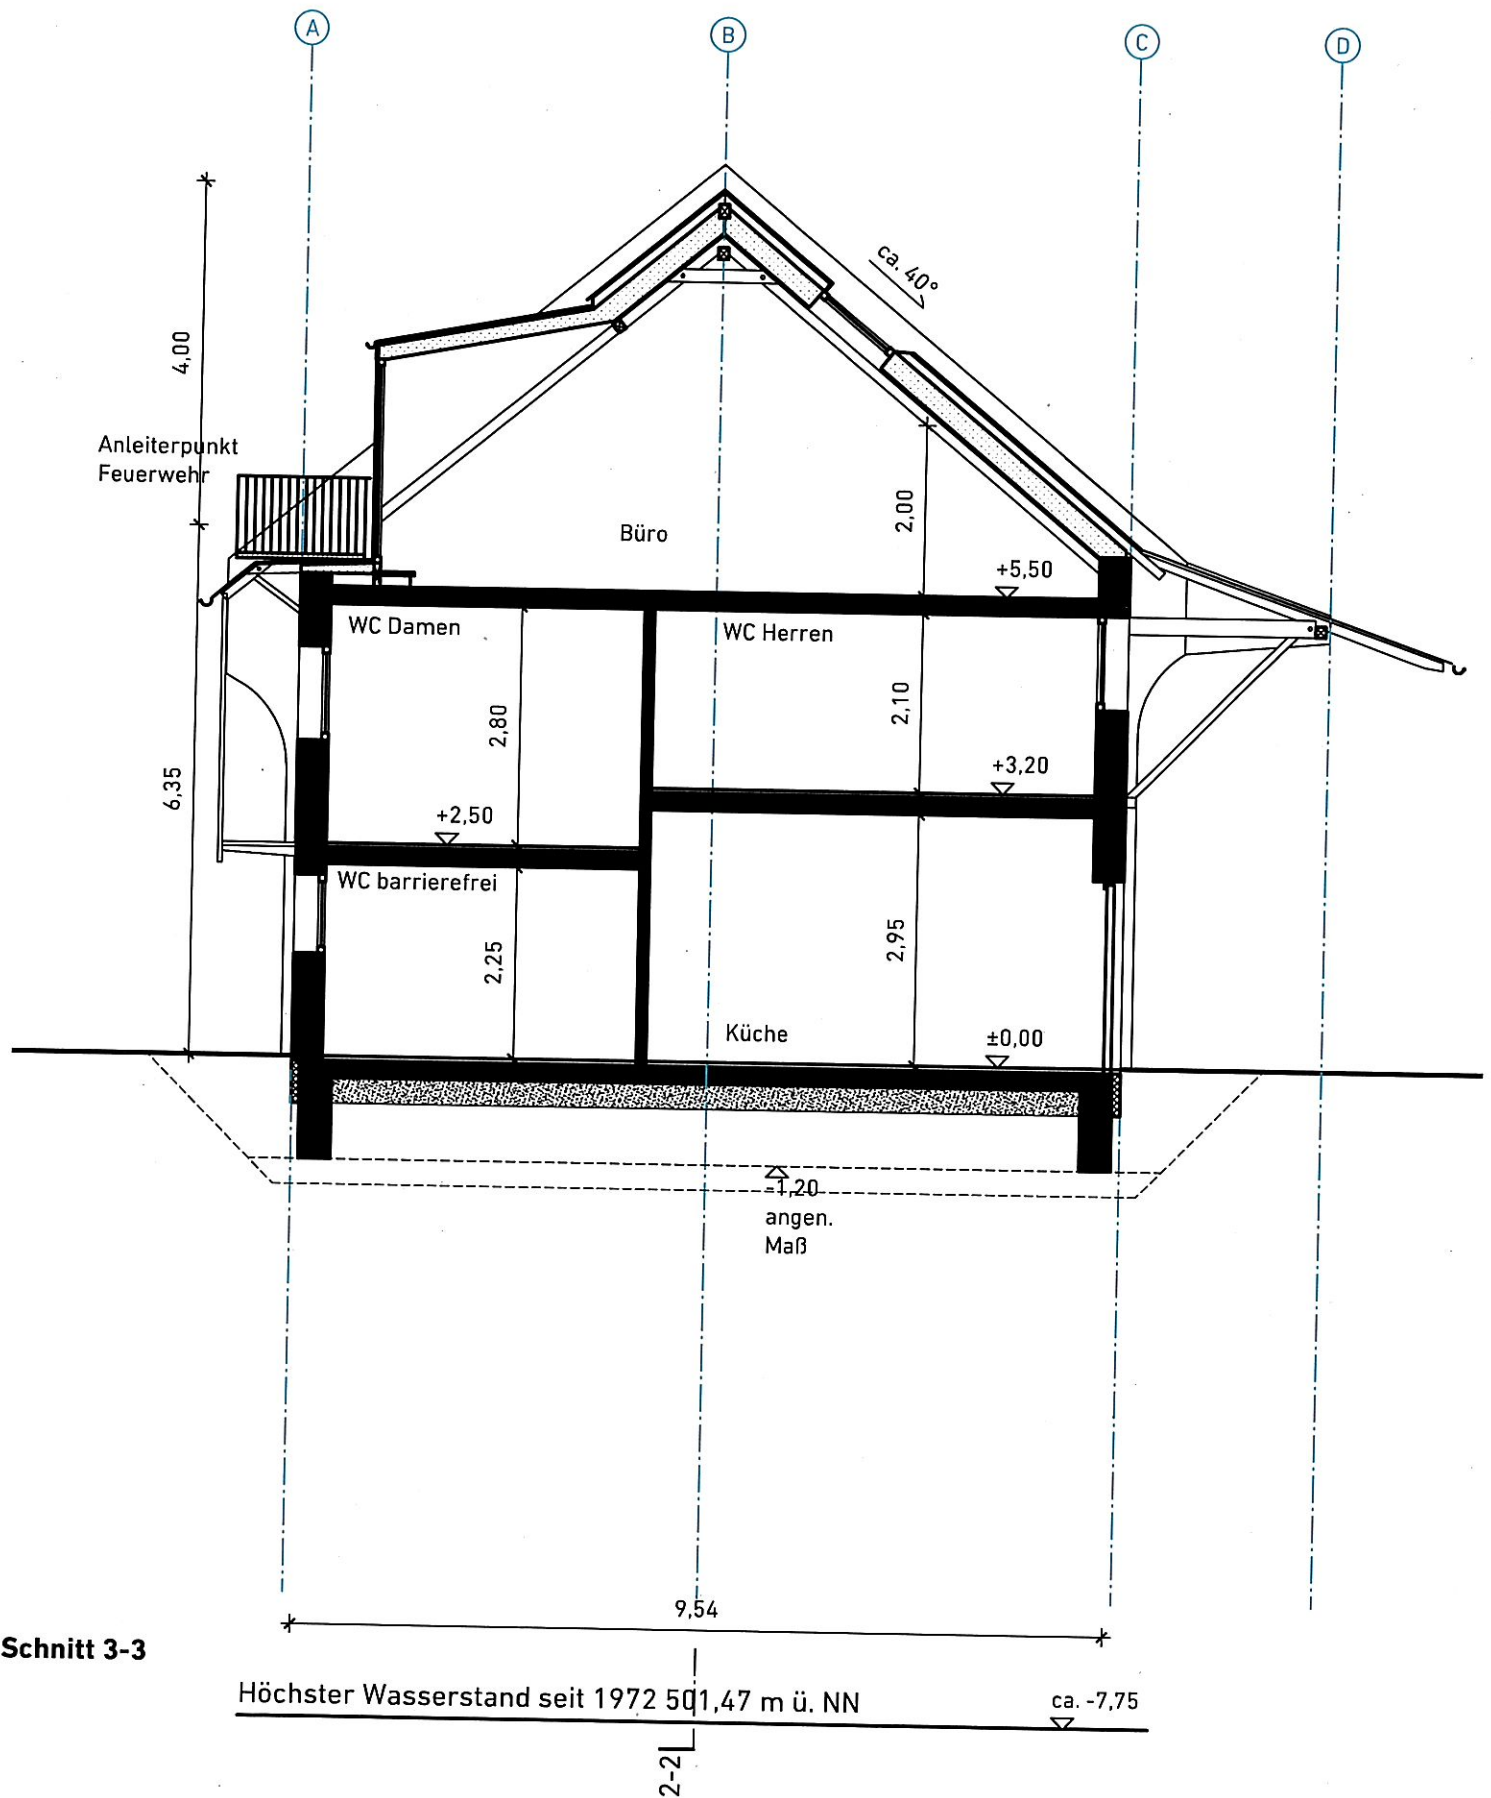 A
B
C
D
ca. 40°
4,00
Anleiterpunkt
Feuerwehr
2,00
Büro
+5,50
WC Damen
WC Herren
2,80
2,10
6,35
+3,20
+2,50
WC barrierefrei
2,25
2,95
Küche
±0,00
-1,20
angen.
Maß
9,54
Schnitt 3-3
Höchster Wasserstand seit 1972 501,47 m ü. NN
ca. -7,75
2-2